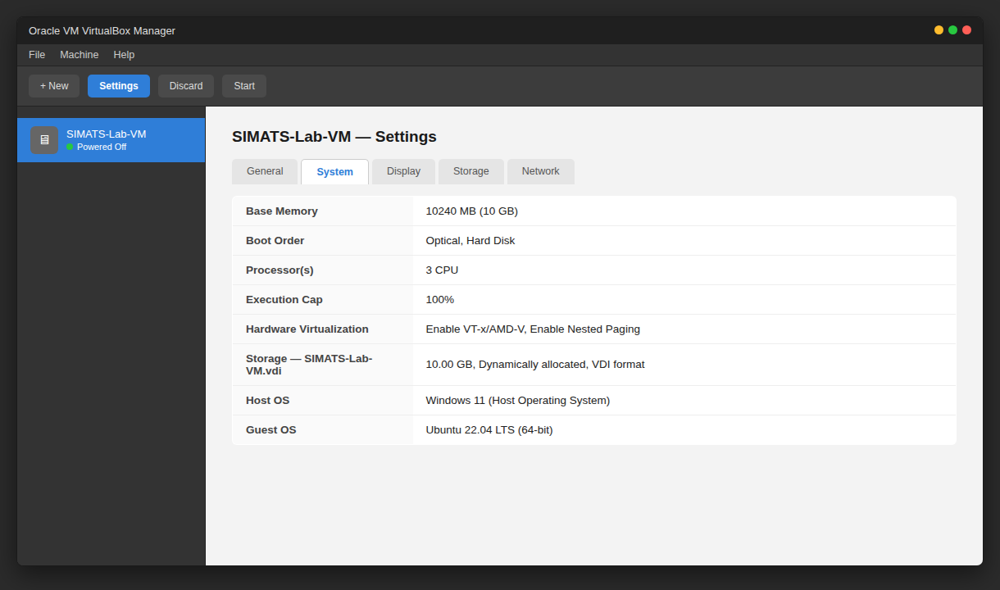 Oracle VM VirtualBox Manager
File Machine Help
+ New Settings Discard Start
SIMATS-Lab-VM
Powered Off
SIMATS-Lab-VM — Settings
General System Display Storage Network
Base Memory 10240 MB (10 GB)
Boot Order Optical, Hard Disk
Processor(s) 3 CPU
Execution Cap 100%
Hardware Virtualization Enable VT-x/AMD-V, Enable Nested Paging
Storage — SIMATS-Lab-
VM.vdi
10.00 GB, Dynamically allocated, VDI format
Host OS Windows 11 (Host Operating System)
Guest OS Ubuntu 22.04 LTS (64-bit)